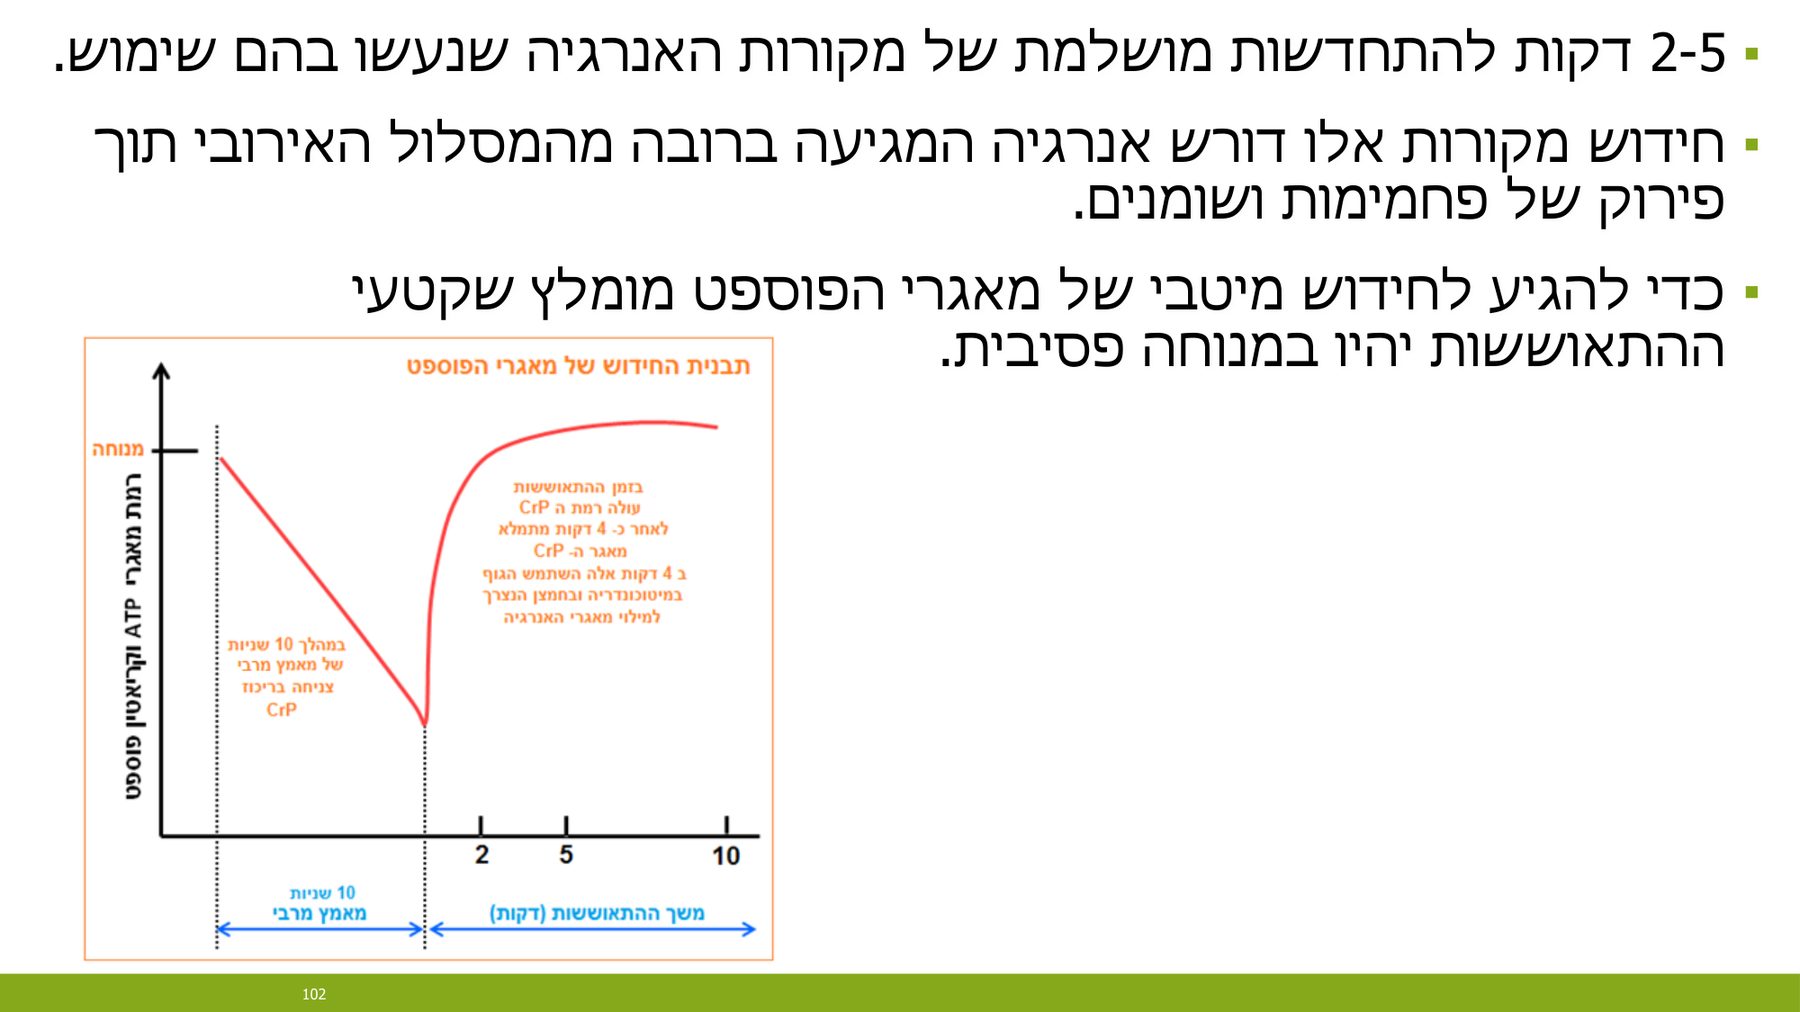 2-5 דקות להתחדשות מושלמת של מקורות האנרגיה שנעשו בהם שימוש.
חידוש מקורות אלו דורש אנרגיה המגיעה ברובה מהמסלול האירובי תוך
פירוק של פחמימות ושומנים.
כדי להגיע לחידוש מיטבי של מאגרי הפוספט מומלץ שקטעי
ההתאוששות יהיו במנוחה פסיבית.
תבנית החידוש של מאגרי הפוספט
מנוחה
רמת מאגרי ATP וקריאטין פוספט
בזמן ההתאוששות
עולה רמת ה CrP
לאחר כ- 4 דקות מתמלא
מאגר ה- CrP
ב 4 דקות אלה השתמש הגוף
במיטוכונדריה ובחמצן הנצרך
למילוי מאגרי האנרגיה
במהלך 10 שניות
של מאמץ מרבי
צניחה בריכוז
CrP
2 5 10
10 שניות
מאמץ מרבי
משך ההתאוששות (דקות)
102